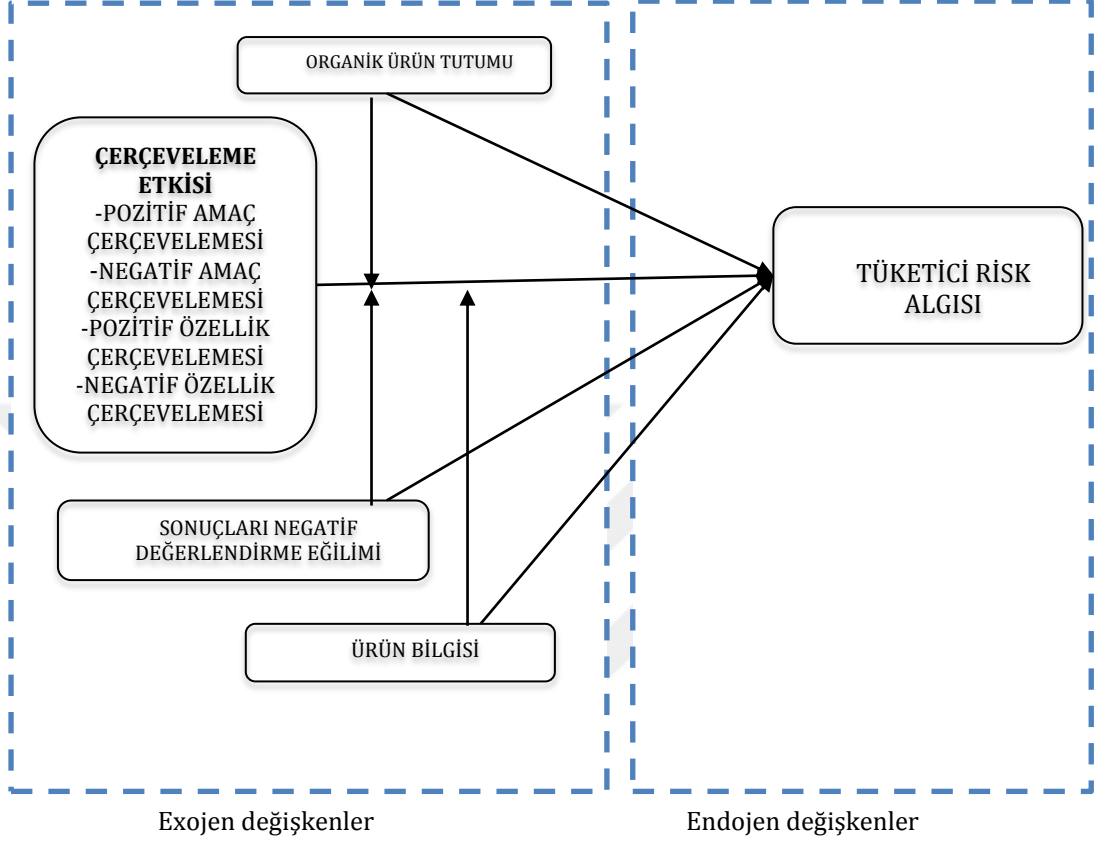 ORGANİK ÜRÜN TUTUMU
ÇERÇEVELEME
ETKİSİ
-POZİTİF AMAÇ
ÇERÇEVELEMESİ
-NEGATİF AMAÇ
ÇERÇEVELEMESİ
-POZİTİF ÖZELLİK
ÇERÇEVELEMESİ
-NEGATİF ÖZELLİK
ÇERÇEVELEMESİ
TÜKETİCİ RİSK
ALGISI
SONUÇLARI NEGATİF
DEĞERLENDİRME EĞİLİMİ
ÜRÜN BİLGİSİ
Exojen değişkenler
Endojen değişkenler